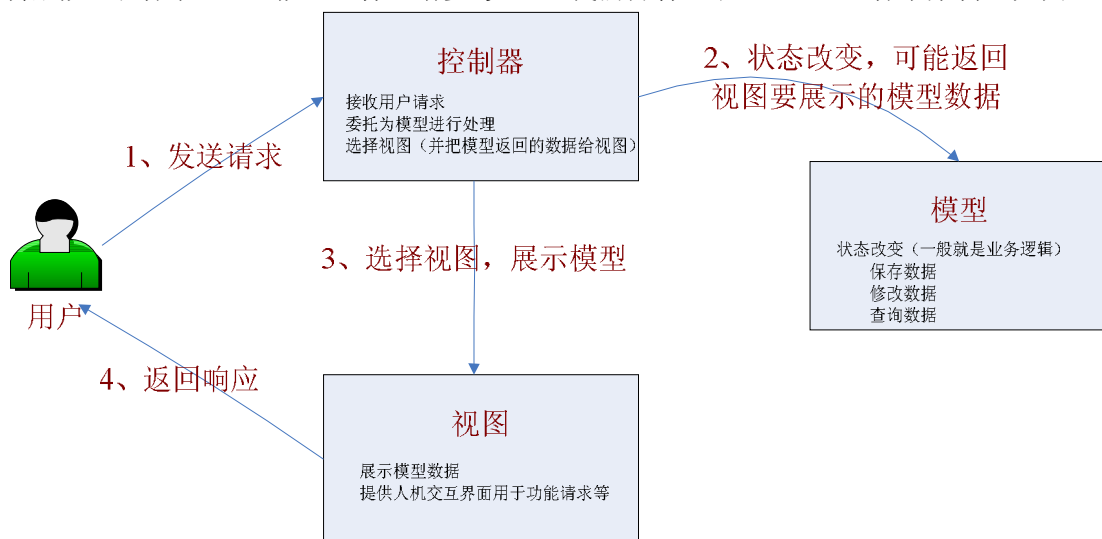 控制器
接收用户请求
委托为模型进行处理
选择视图（并把模型返回的数据给视图）
2、状态改变，可能返回
视图要展示的模型数据
1、发送请求
模型
状态改变（一般就是业务逻辑）
保存数据
修改数据
查询数据
3、选择视图，展示模型
用户
4、返回响应
视图
展示模型数据
提供人机交互界面用于功能请求等